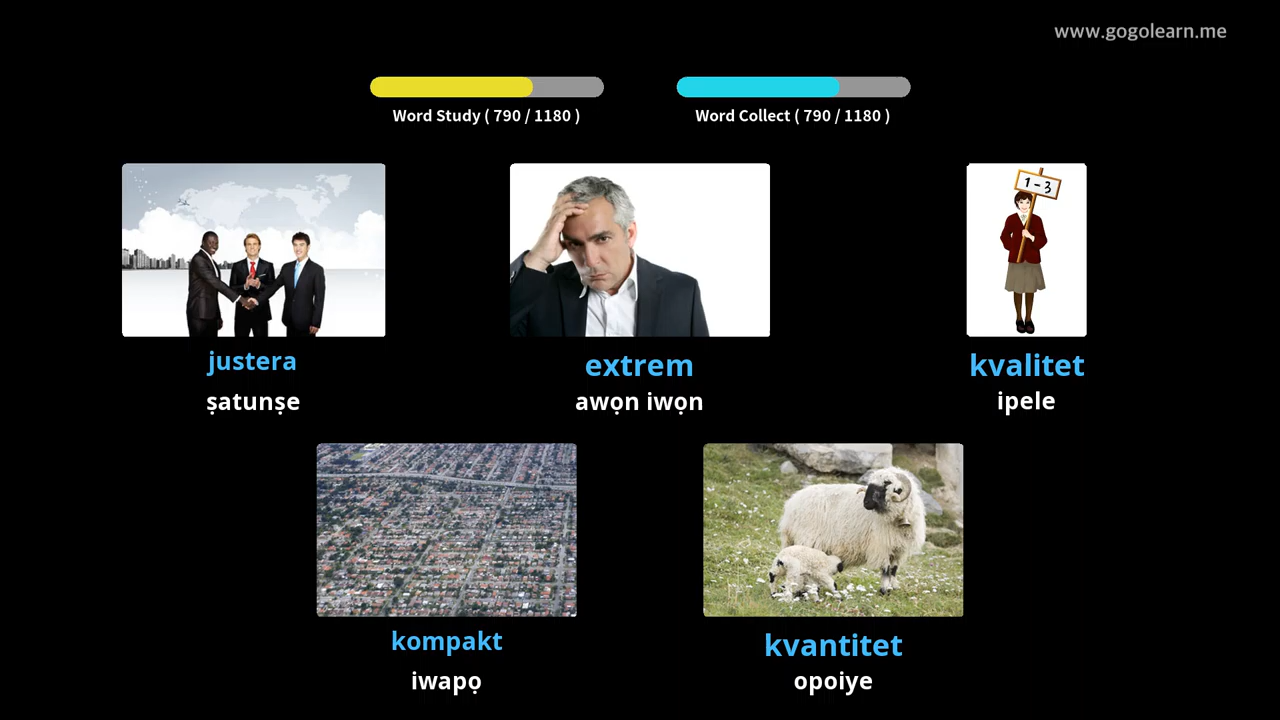 www.gogolearn.me
Word Study ( 790 / 1180 )
Word Collect ( 790 / 1180 )
1 - 3
justera
ṣatunṣe
extrem
awọn iwọn
kvalitet
ipele
kompakt
iwapọ
kvantitet
opoiye